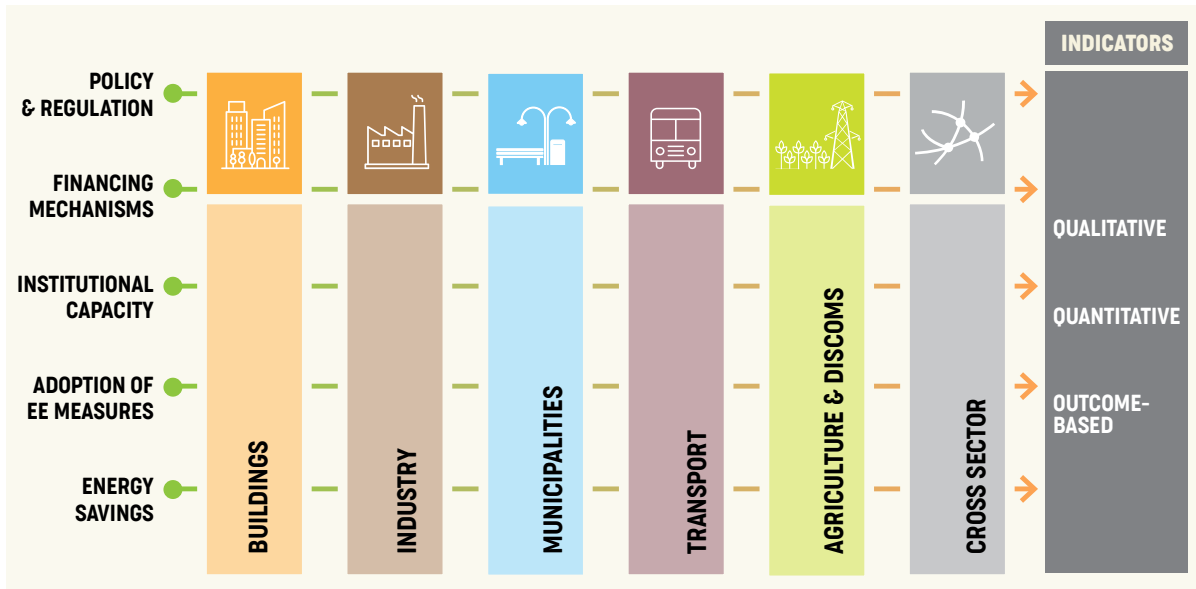 INDICATORS
POLICY
& REGULATION
FINANCING
MECHANISMS
INSTITUTIONAL
CAPACITY
ADOPTION OF
EE MEASURES
ENERGY
SAVINGS
BUILDINGS
INDUSTRY
MUNICIPALITIES
TRANSPORT
AGRICULTURE & DISCOMS
CROSS SECTOR
QUALITATIVE
QUANTITATIVE
OUTCOME-
BASED